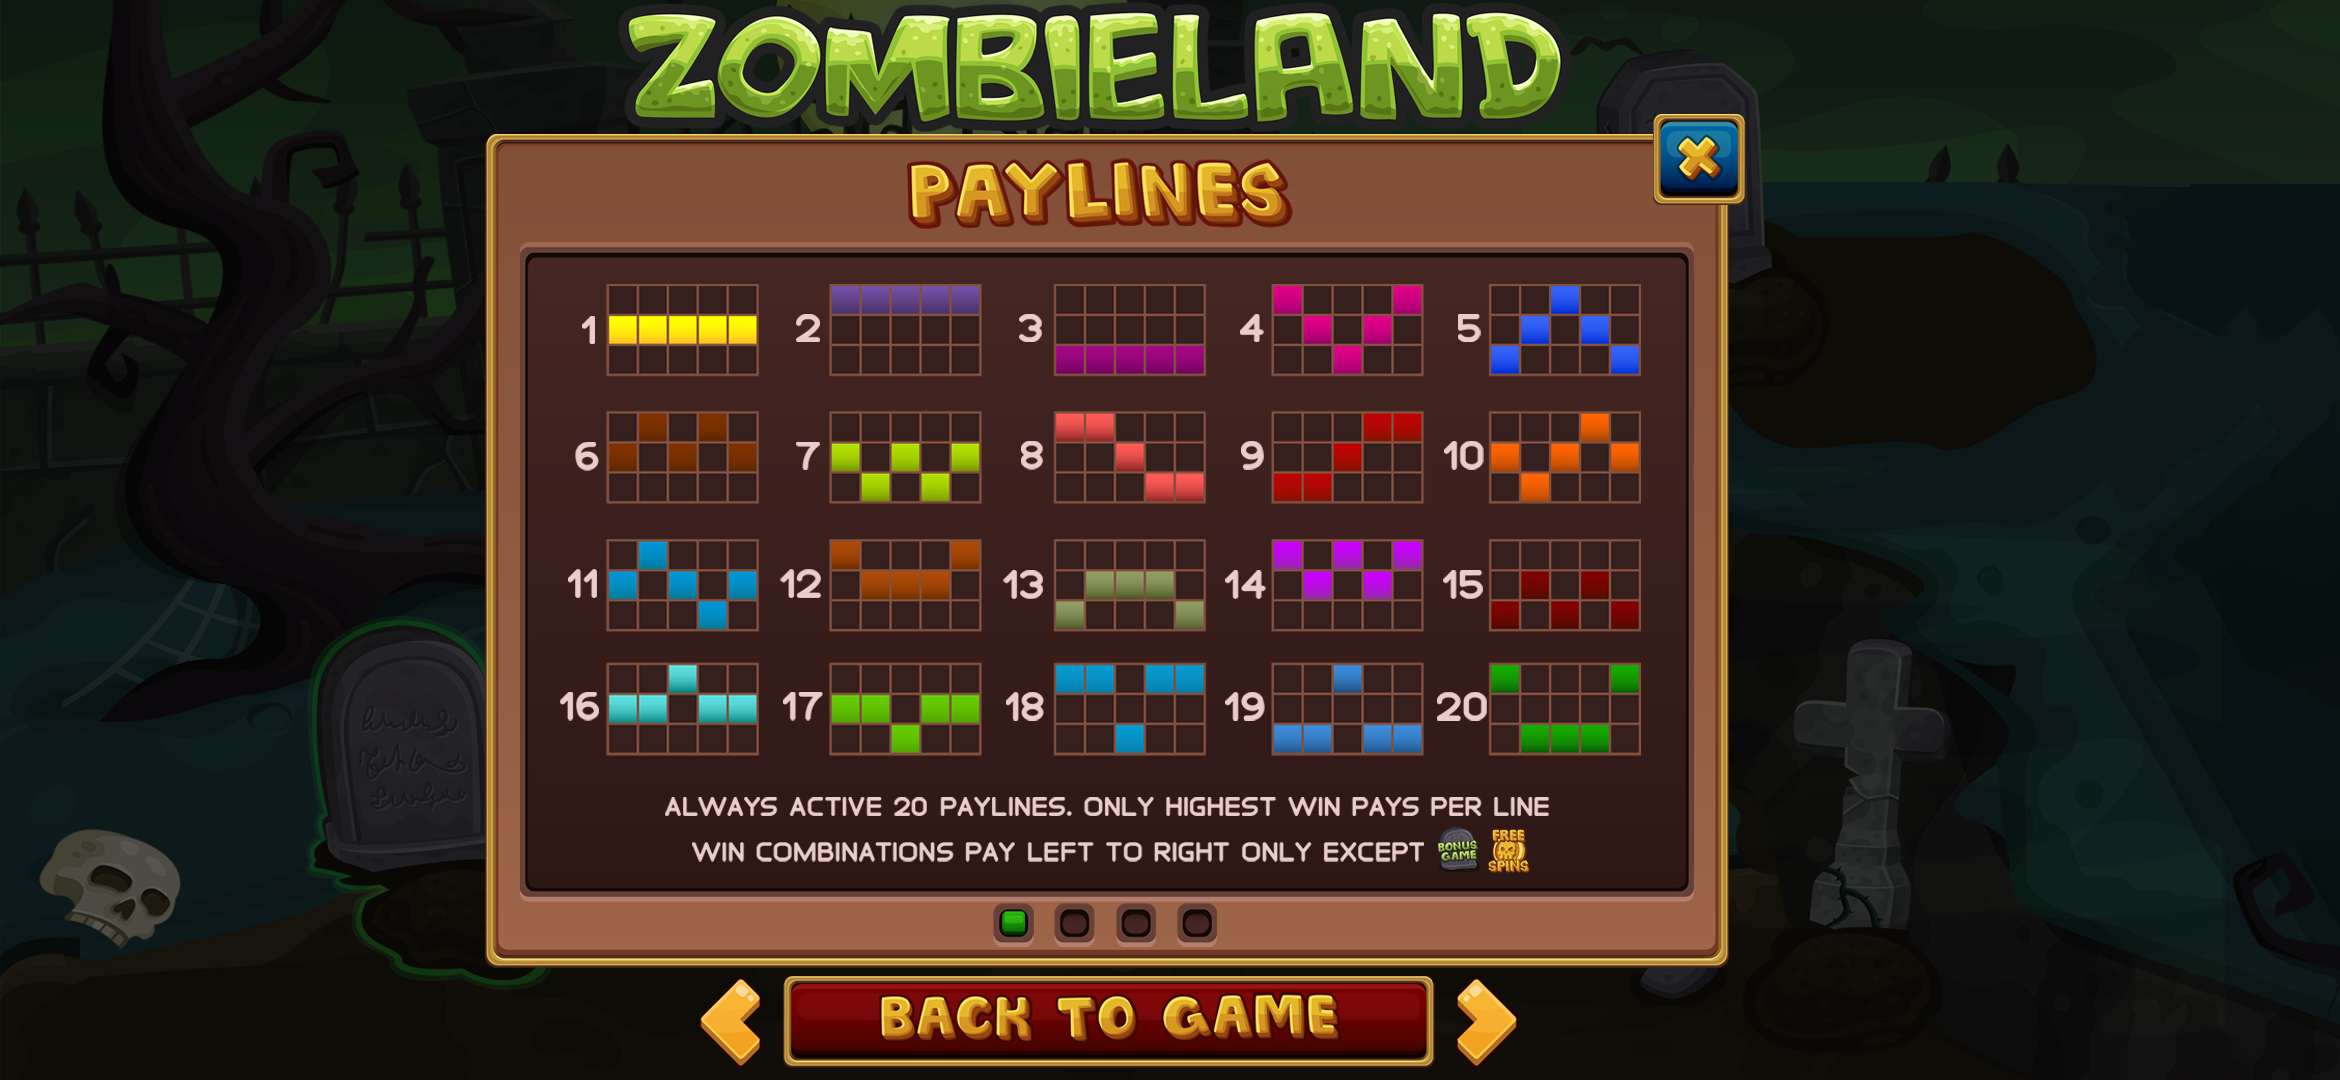 ZOMBIELAND
PAYLINES
1 2 3 4 5
6 7 8 9 10
11 12 13 14 15
16 17 18 19 20
ALWAYS ACTIVE 20 PAYLINES. ONLY HIGHEST WIN PAYS PER LINE
WIN COMBINATIONS PAY LEFT TO RIGHT ONLY EXCEPT BONUS GAME FREE SPINS
BACK TO GAME